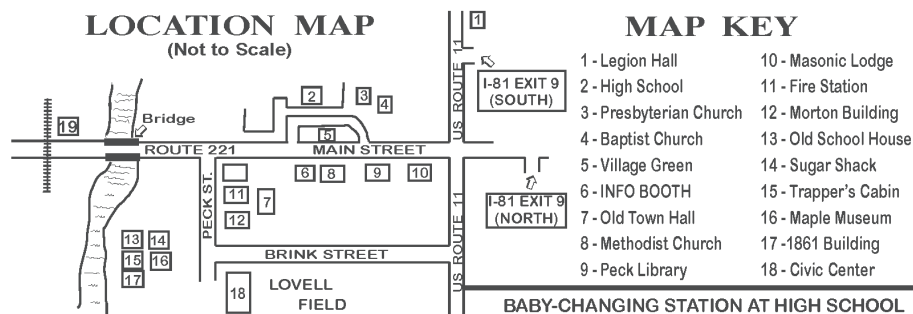 LOCATION MAP
(Not to Scale)
MAP KEY
1 - Legion Hall
2 - High School
3 - Presbyterian Church
4 - Baptist Church
5 - Village Green
6 - INFO BOOTH
7 - Old Town Hall
8 - Methodist Church
9 - Peck Library
10 - Masonic Lodge
11 - Fire Station
12 - Morton Building
13 - Old School House
14 - Sugar Shack
15 - Trapper's Cabin
16 - Maple Museum
17 -1861 Building
18 - Civic Center
BABY-CHANGING STATION AT HIGH SCHOOL
1
US ROUTE 11
I-81 EXIT 9
(SOUTH)
2
3
4
5
19
Bridge
ROUTE 221
MAIN STREET
PECK ST.
6
8
9
10
11
7
12
I-81 EXIT 9
(NORTH)
US ROUTE 11
13
14
15
16
17
BRINK STREET
18
LOVELL
FIELD